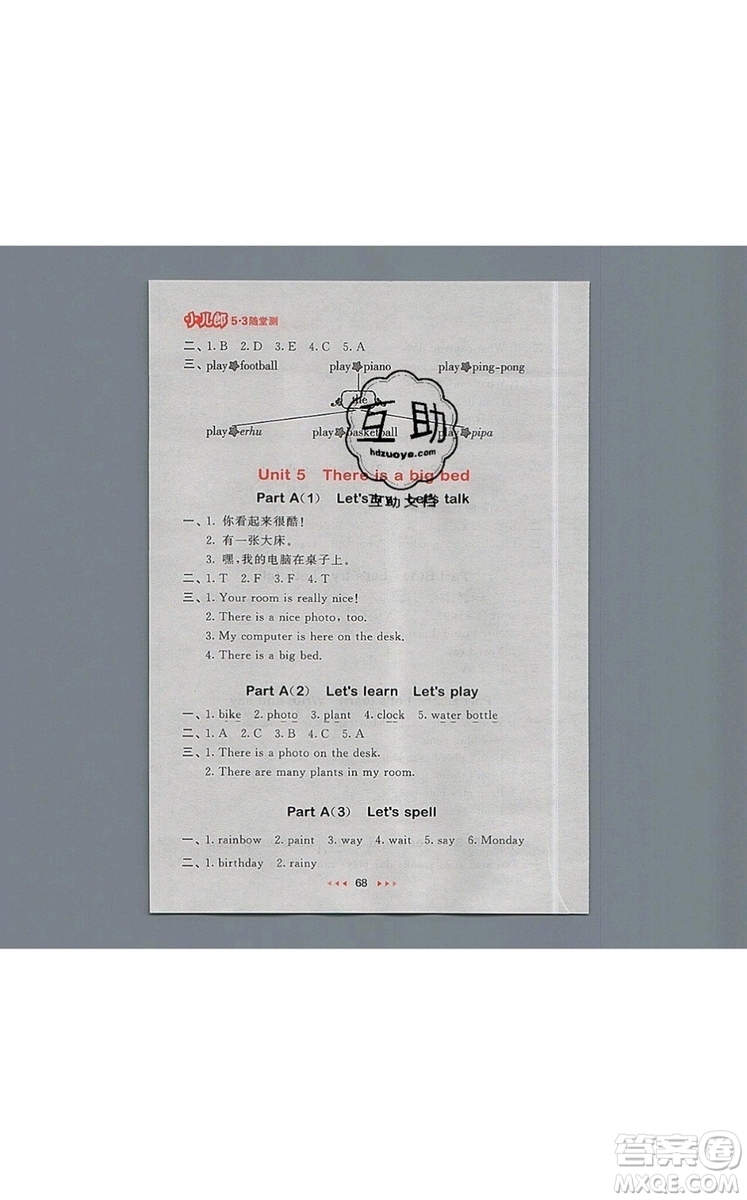 小儿郎 5·3随堂测
二、1. B 2. D 3. E 4. C 5. A
三、play football play piano play ping-pong
the
play erhu play basketball play pipa
互助
hdzuoye.com
互助文档
Unit 5 There is a big bed
Part A(1) Let's try Let's talk
一、1. 你看起来很酷!
2. 有一张大床。
3. 嘿,我的电脑在桌子上。
二、1. T 2. F 3. F 4. T
三、1. Your room is really nice!
2. There is a nice photo, too.
3. My computer is here on the desk.
4. There is a big bed.
Part A(2) Let's learn Let's play
一、1. bike 2. photo 3. plant 4. clock 5. water bottle
二、1. A 2. C 3. B 4. C 5. A
三、1. There is a photo on the desk.
2. There are many plants in my room.
Part A(3) Let's spell
一、1. rainbow 2. paint 3. way 4. wait 5. say 6. Monday
二、1. birthday 2. rainy
68
答案圈
MXQE.COM